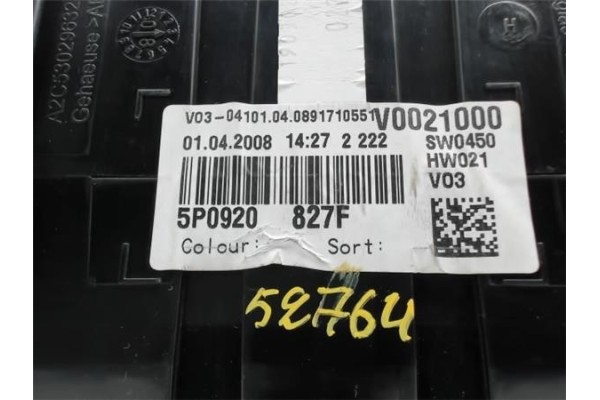 A2C53029632
Gehaeuse >A
V03-04101.04.0891710551 V0021000
01.04.2008 14:27 2 222 SW0450
HW021
V03
5P0920 827F
Colour: Sort:
52764